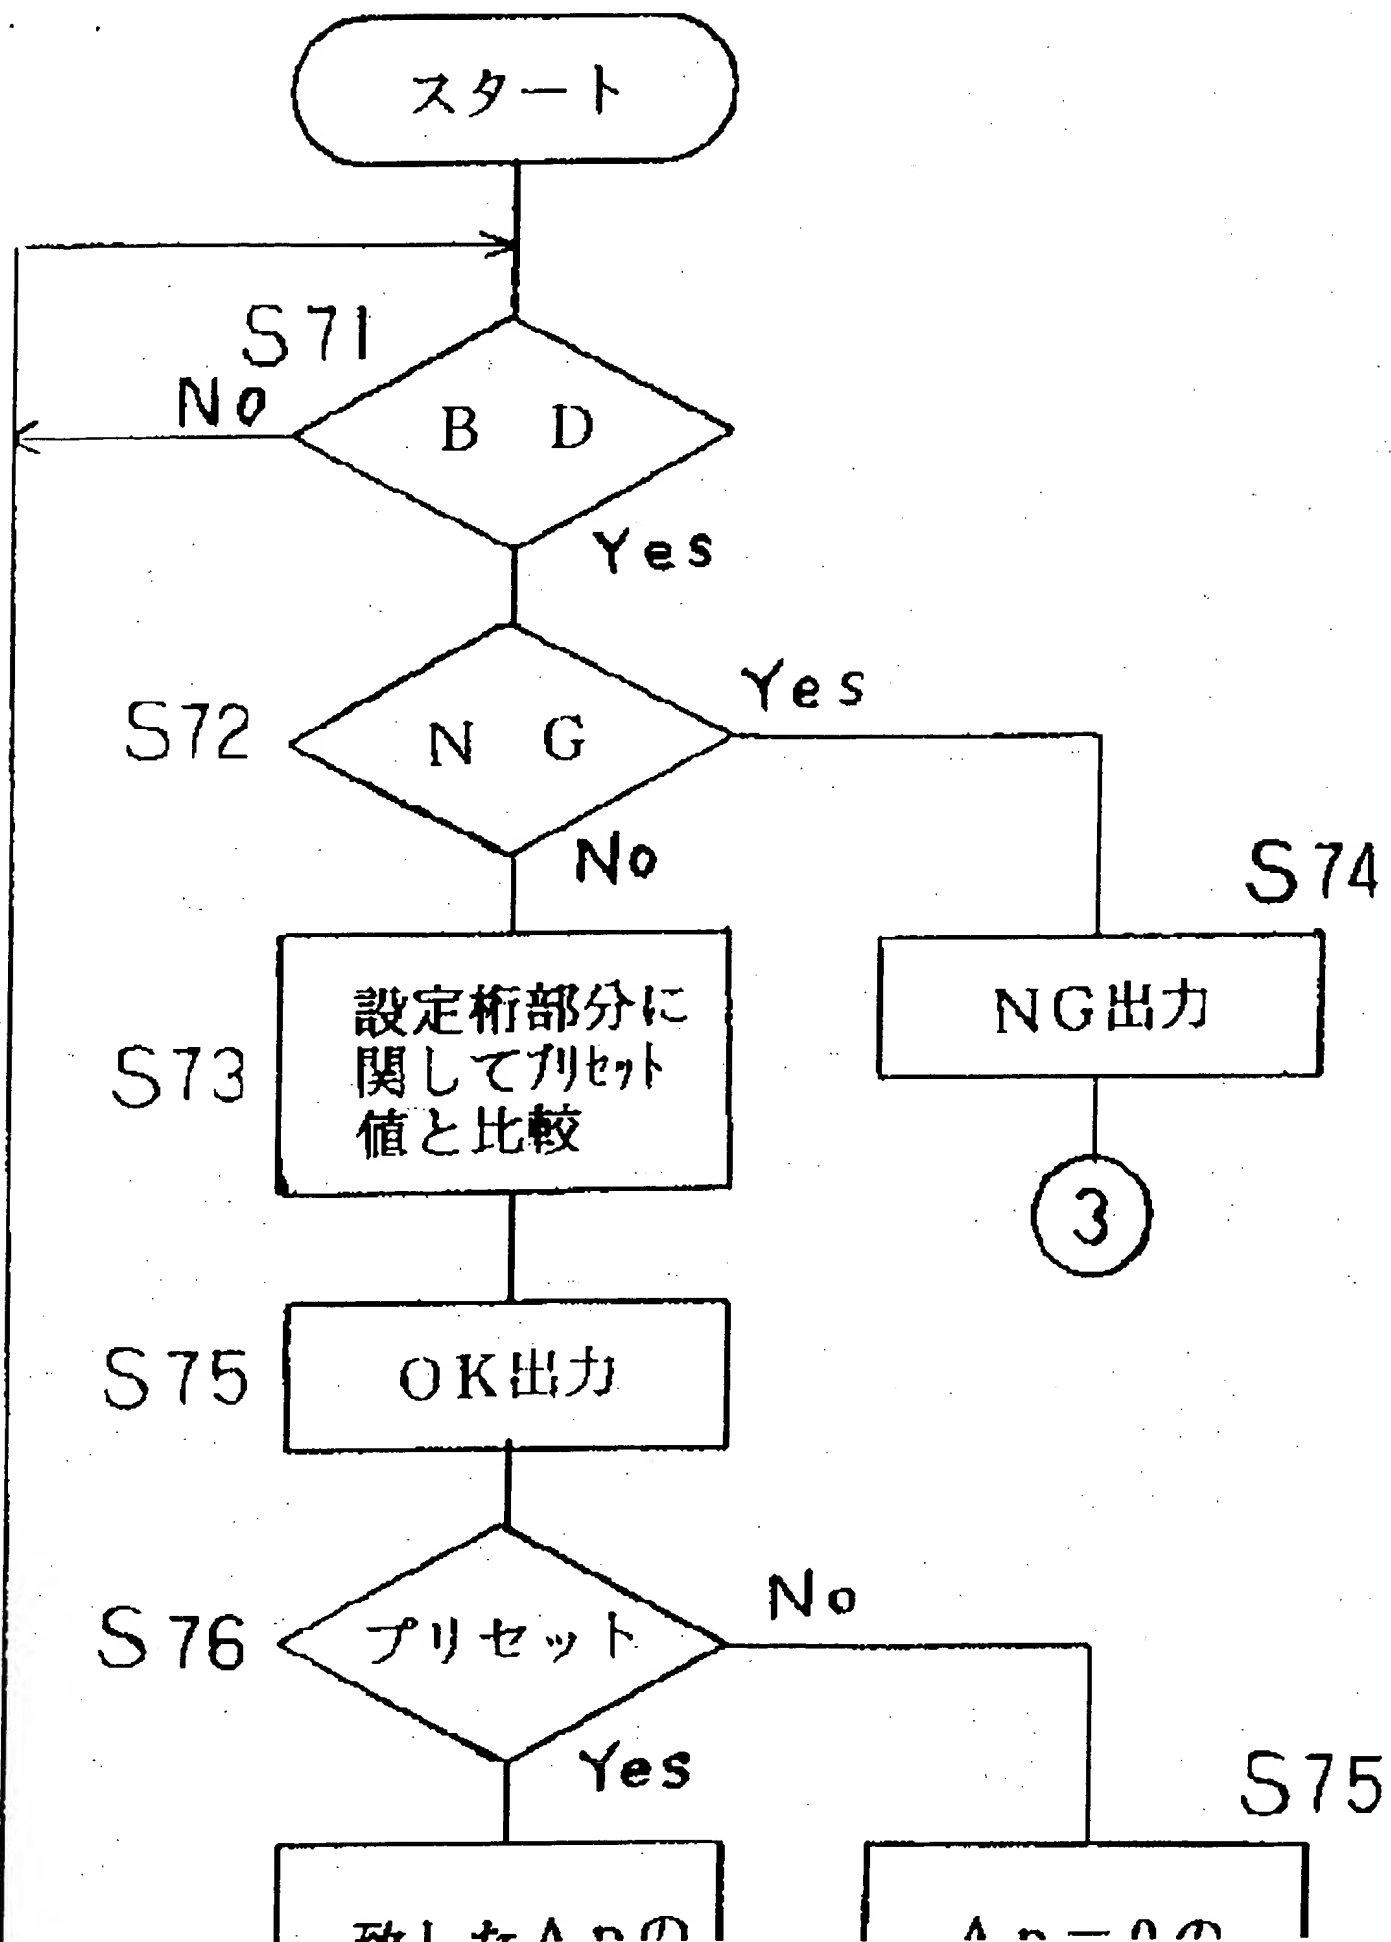 スタート
S71
No
B D
Yes
S72
N G
Yes
No
S74
NG出力
3
S73
設定桁部分に
関してプリセット
値と比較
S75
OK出力
S76
プリセット
No
Yes
S75